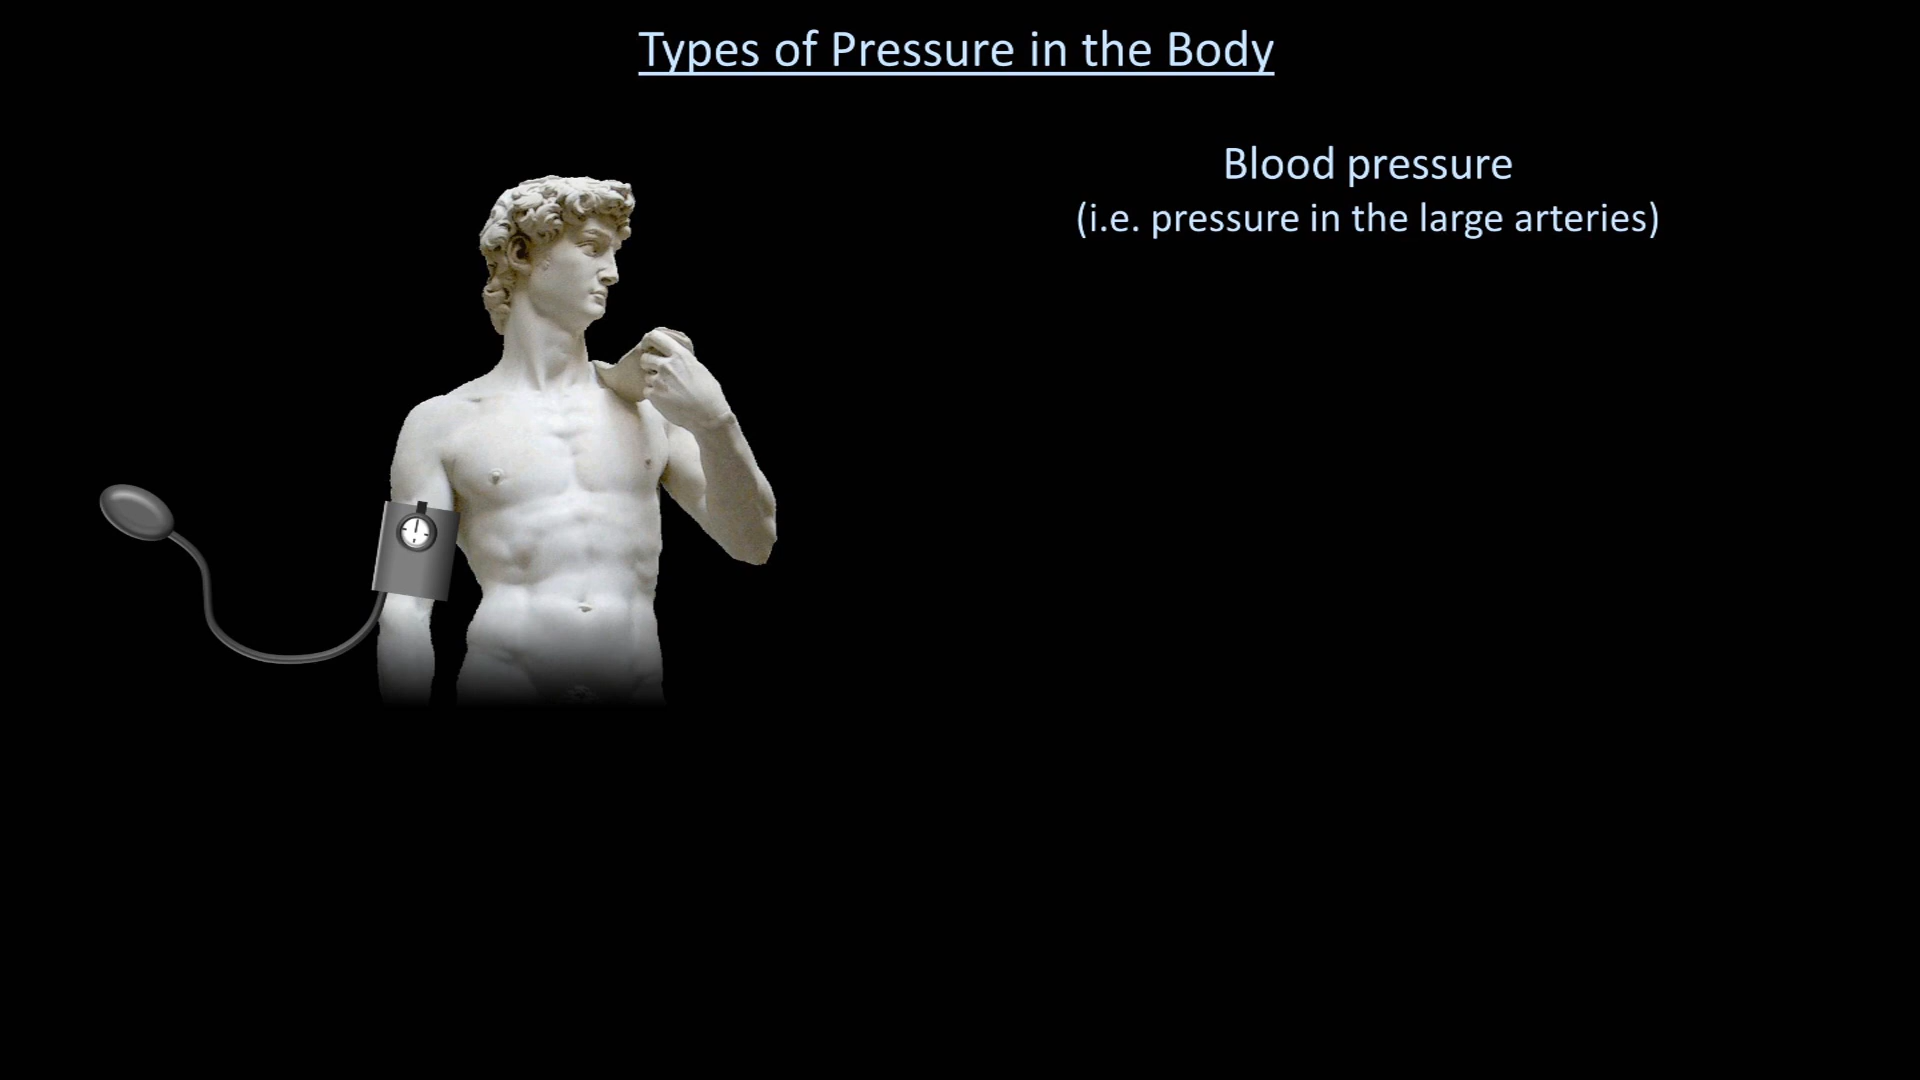 Types of Pressure in the Body
Blood pressure
(i.e. pressure in the large arteries)